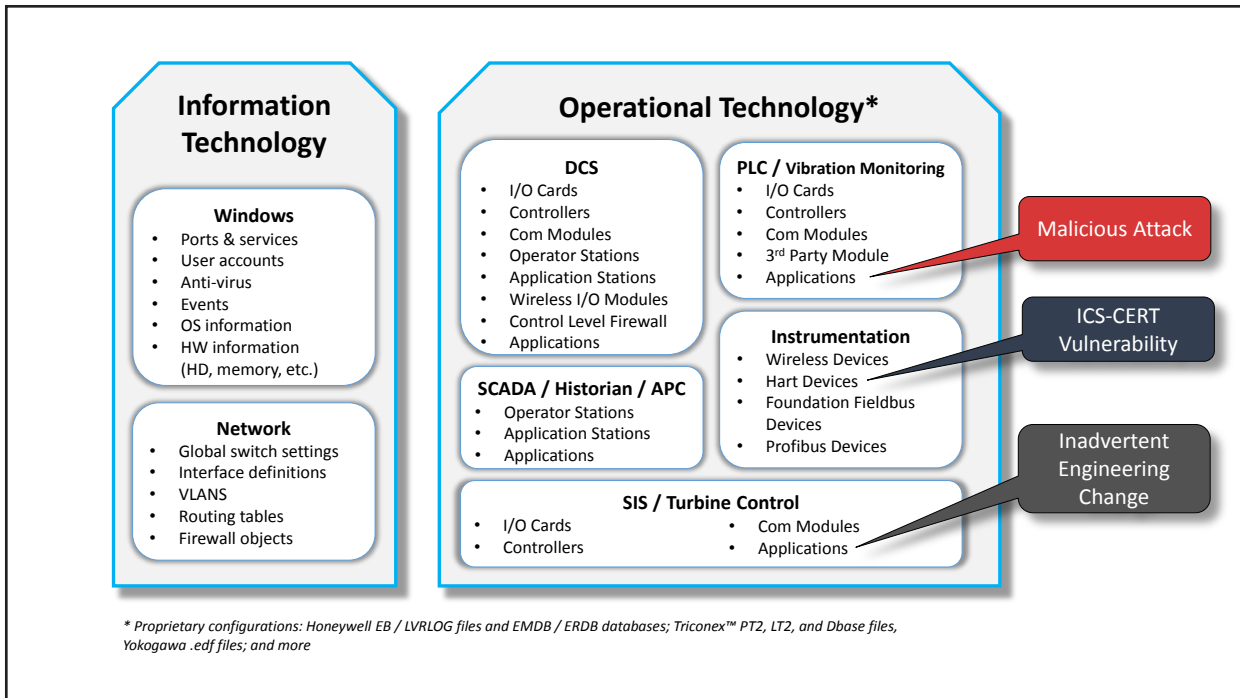 Information
Technology
Windows
• Ports & services
• User accounts
• Anti-virus
• Events
• OS information
• HW information
(HD, memory, etc.)
Network
• Global switch settings
• Interface definitions
• VLANS
• Routing tables
• Firewall objects
Operational Technology*
DCS
• I/O Cards
• Controllers
• Com Modules
• Operator Stations
• Application Stations
• Wireless I/O Modules
• Control Level Firewall
• Applications
SCADA / Historian / APC
• Operator Stations
• Application Stations
• Applications
PLC / Vibration Monitoring
• I/O Cards
• Controllers
• Com Modules
• 3rd Party Module
• Applications
Instrumentation
• Wireless Devices
• Hart Devices
• Foundation Fieldbus
Devices
• Profibus Devices
SIS / Turbine Control
• I/O Cards
• Controllers
• Com Modules
• Applications
Malicious Attack
ICS-CERT
Vulnerability
Inadvertent
Engineering
Change
* Proprietary configurations: Honeywell EB / LVRLOG files and EMDB / ERDB databases; Triconex™ PT2, LT2, and Dbase files,
Yokogawa .edf files; and more